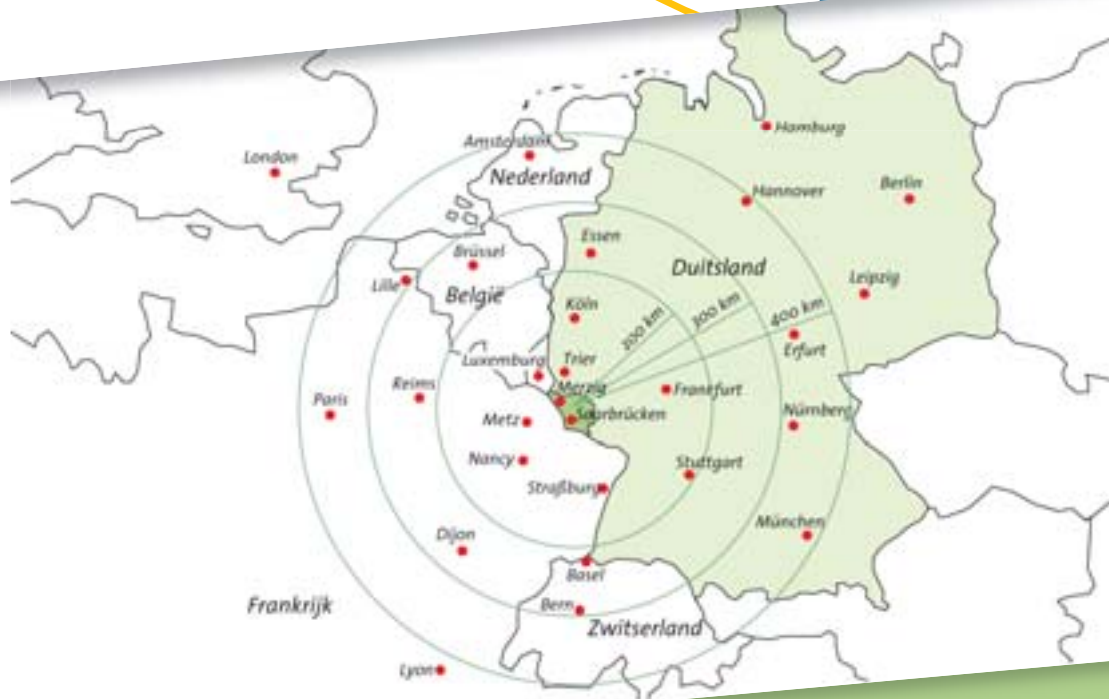 Hamburg
Amsterdam
London
Nederland
Hannover
Berlin
Essen
Brüssel
Duitsland
Lille
België
Leipzig
Köln
200 km
300 km
400 km
Erfurt
Luxemburg
Trier
Reims
Merzig
Frankfurt
Paris
Metz
Saarbrücken
Nürnberg
Nancy
Stuttgart
Straßburg
Dijon
München
Basel
Frankrijk
Bern
Zwitserland
Lyon